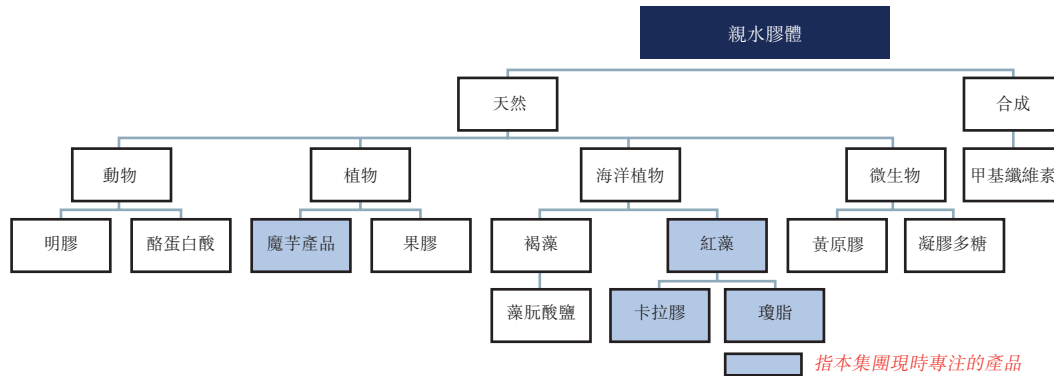 親水膠體
天然
合成
動物
植物
海洋植物
微生物
甲基纖維素
明膠
酪蛋白酸
魔芋產品
果膠
褐藻
紅藻
黃原膠
凝膠多糖
藻朊酸鹽
卡拉膠
瓊脂
指本集團現時專注的產品